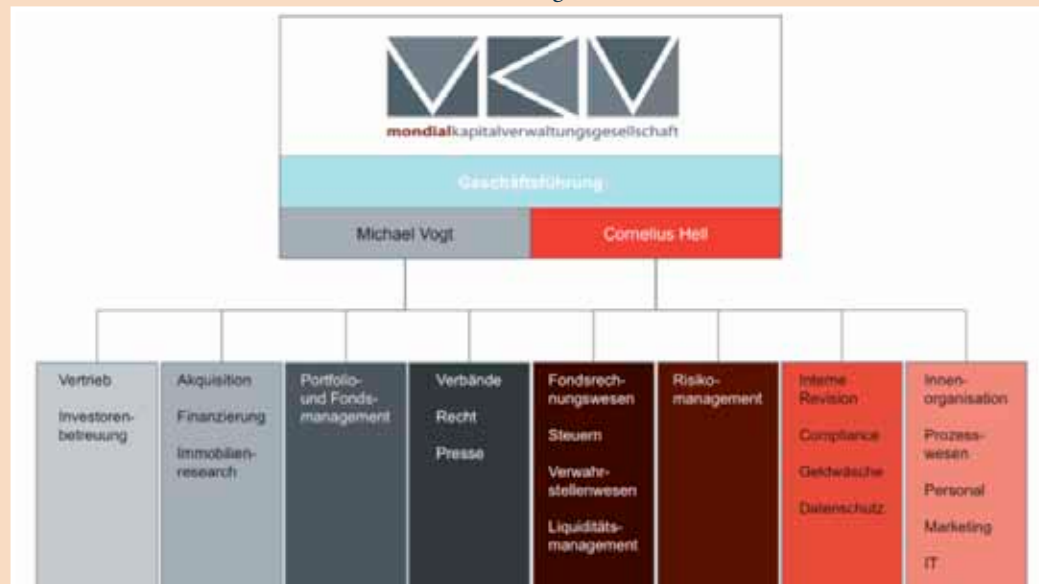 mondialkapitalverwaltungsgesellschaft
Geschäftsführung
Michael Vogt
Cornelius Hell
Vertrieb
Investoren-
betreuung
Akquisition
Finanzierung
Immobilien-
research
Portfolio-
und Fonds-
management
Verbände
Recht
Presse
Fondsrech-
nungswesen
Steuern
Verwahr-
stellenwesen
Liquiditäts-
management
Risiko-
management
Interne
Revision
Compliance
Geldwäsche
Datenschutz
Innen-
organisation
Prozess-
wesen
Personal
Marketing
IT